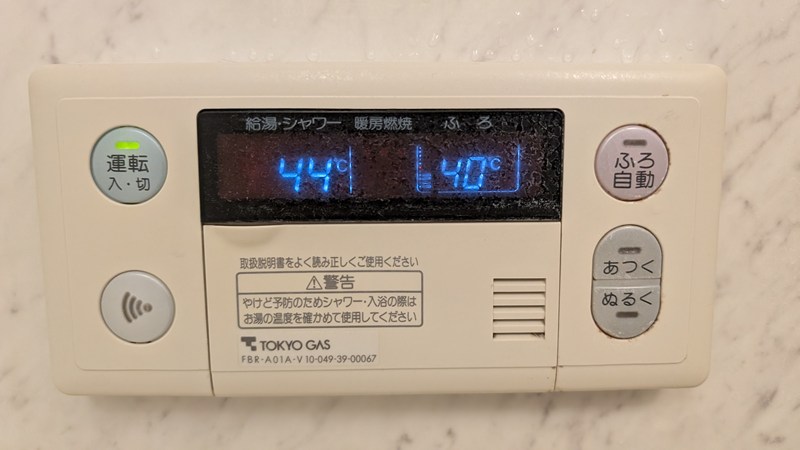 給湯・シャワー 暖房燃焼 ふろ
44℃ 40℃
運転
入・切
ふろ
自動
あつく
ぬるく
取扱説明書をよく読み正しくご使用ください
⚠警告
やけど予防のためシャワー・入浴の際は
お湯の温度を確かめて使用してください
TOKYO GAS
FBR-A01A-V10-049-39-00067